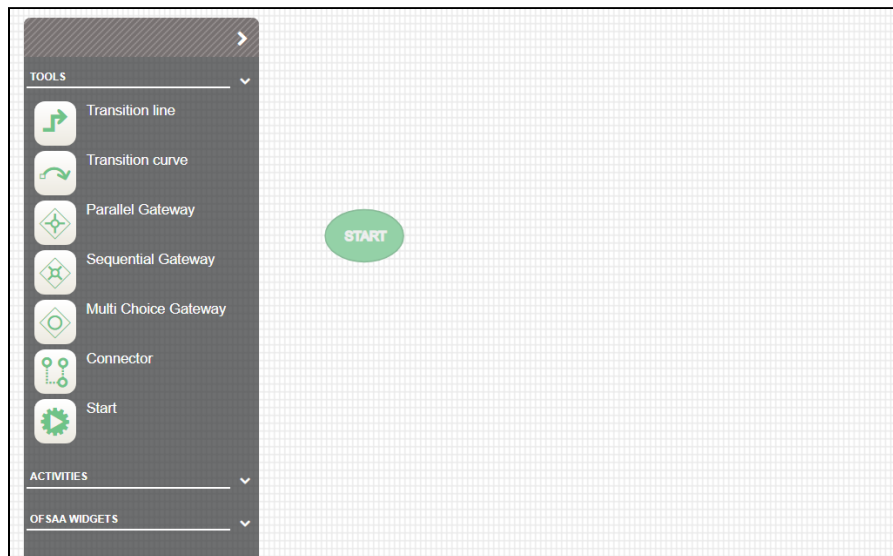 TOOLS
Transition line
Transition curve
Parallel Gateway
Sequential Gateway
Multi Choice Gateway
Connector
Start
ACTIVITIES
OFSAA WIDGETS
START